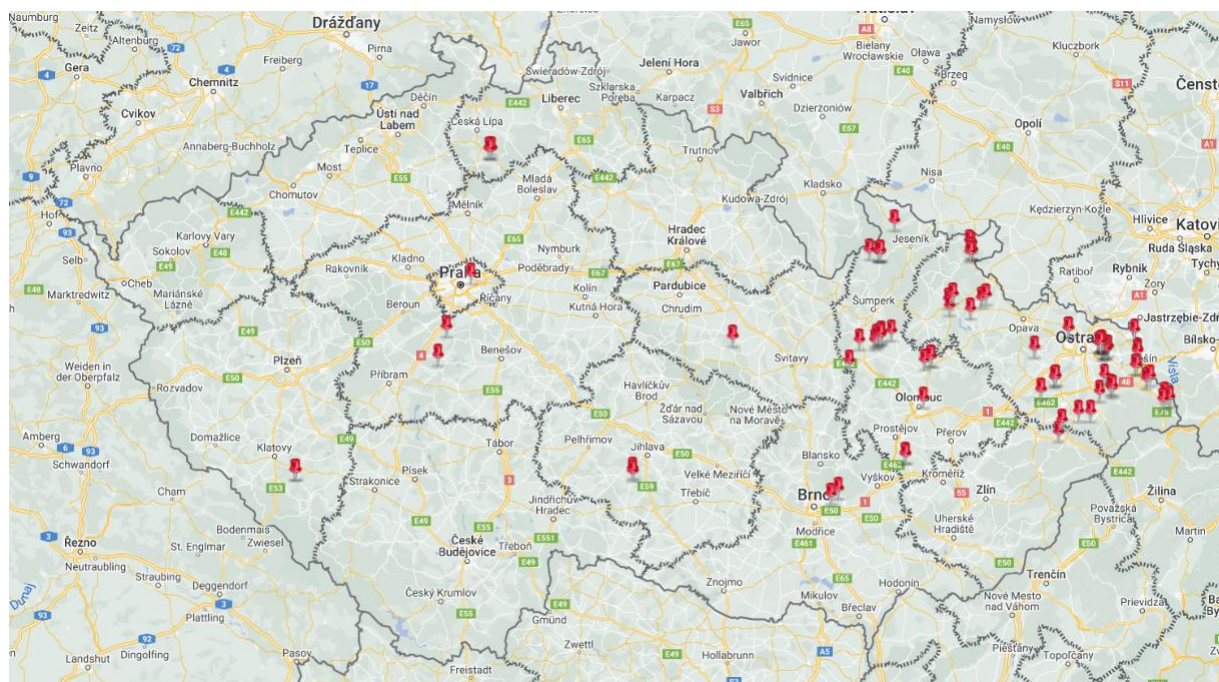 Naumburg
Zeitz
Altenburg
Gera
Drážďany
Pirna
Freiberg
Chemnitz
Cvikov
Plavno
Annaberg-Buchholz
Hof
Selb
Marktredwitz
Cheb
Weiden in
der Oberpfalz
Amberg
Schwandorf
Cham
Bodenmais
Zwiesel
St. Englmar
Řezno
Neutraubling
Straubing
Deggendorf
Plattling
Dingolfing
Landshut
Pasov
Freistadt
Děčín
Ústí nad
Labem
Teplice
Most
Chomutov
Česká Lípa
Liberec
Świeradów-Zdrój
Szklarska
Poręba
Karpacz
Jelení Hora
Jawor
Valbřich
Svidnice
Dzierżoniów
Bielany
Wrocławskie
Oława
Brzeg
Namysłów
Kluczbork
Opolí
Nisa
Kladsko
Kudowa-Zdrój
Trutnov
Kędzierzyn-Koźle
Hlivice
Ruda Śląska
Rybnik
Ratiboř
Żory
Jastrzębie-Zdr
Karlovy Vary
Sokolov
Mariánské
Lázně
Rakovník
Kladno
Mělník
Mladá
Boleslav
Nymburk
Poděbrady
Kolín
Kutná Hora
Říčany
Beroun
Příbram
Benešov
Plzeň
Rozvadov
Domažlice
Klatovy
Strakonice
Písek
Tábor
Hradec
Králové
Pardubice
Chrudim
Svitavy
Havlíčkův
Brod
Žďár nad
Sázavou
Nové Město
na Moravě
Pelhřimov
Jihlava
Velké Meziříčí
Třebíč
Jindřichův
Hradec
České
Budějovice
Třeboň
Český Krumlov
Gmünd
Zwettl
Hollabrunn
Znojmo
Mikulov
Břeclav
Hodonín
Modřice
Brno
Blansko
Vyškov
Prostějov
Přerov
Olomouc
Kroměříž
Zlín
Uherské
Hradiště
Šumperk
Jeseník
Opava
Žilina
Považská
Bystrica
Martin
Trenčín
Nové Mesto
nad Váhom
Prievidza
Piešťany
Topoľčany